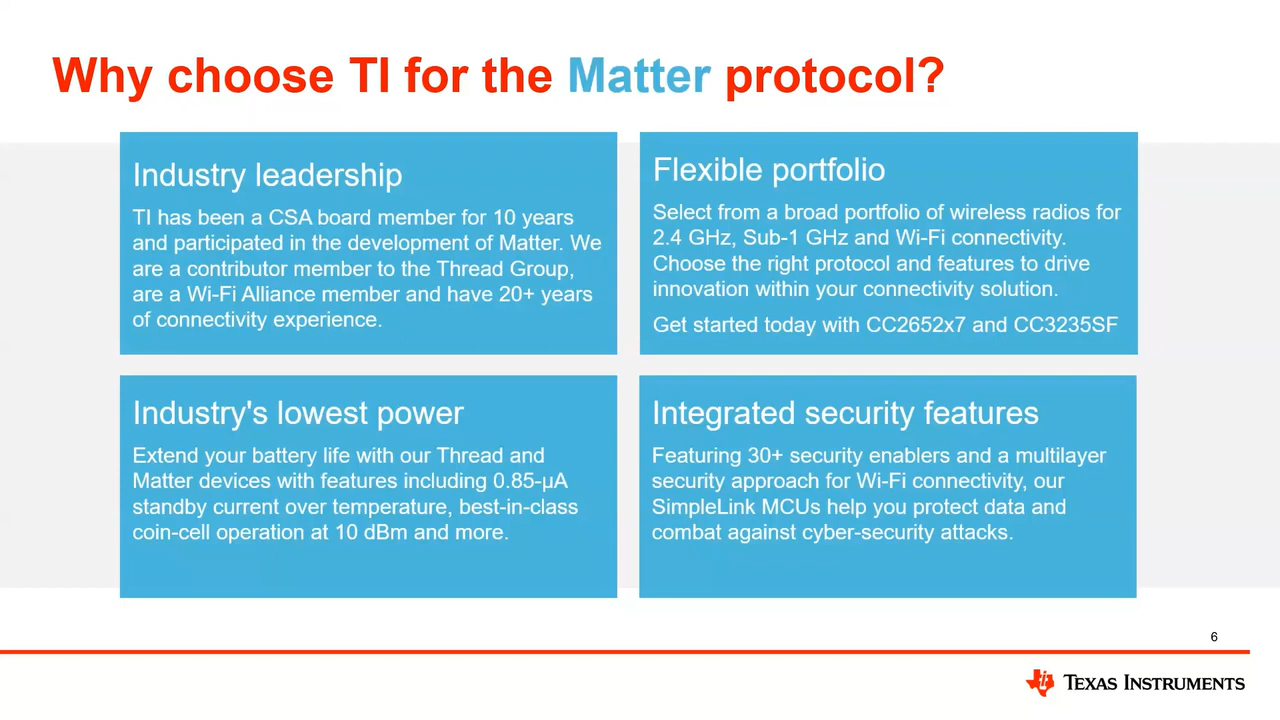 Why choose TI for the Matter protocol?
Industry leadership
TI has been a CSA board member for 10 years
and participated in the development of Matter. We
are a contributor member to the Thread Group,
are a Wi-Fi Alliance member and have 20+ years
of connectivity experience.
Flexible portfolio
Select from a broad portfolio of wireless radios for
2.4 GHz, Sub-1 GHz and Wi-Fi connectivity.
Choose the right protocol and features to drive
innovation within your connectivity solution.
Get started today with CC2652x7 and CC3235SF
Industry's lowest power
Extend your battery life with our Thread and
Matter devices with features including 0.85-µA
standby current over temperature, best-in-class
coin-cell operation at 10 dBm and more.
Integrated security features
Featuring 30+ security enablers and a multilayer
security approach for Wi-Fi connectivity, our
SimpleLink MCUs help you protect data and
combat against cyber-security attacks.
6
TEXAS INSTRUMENTS